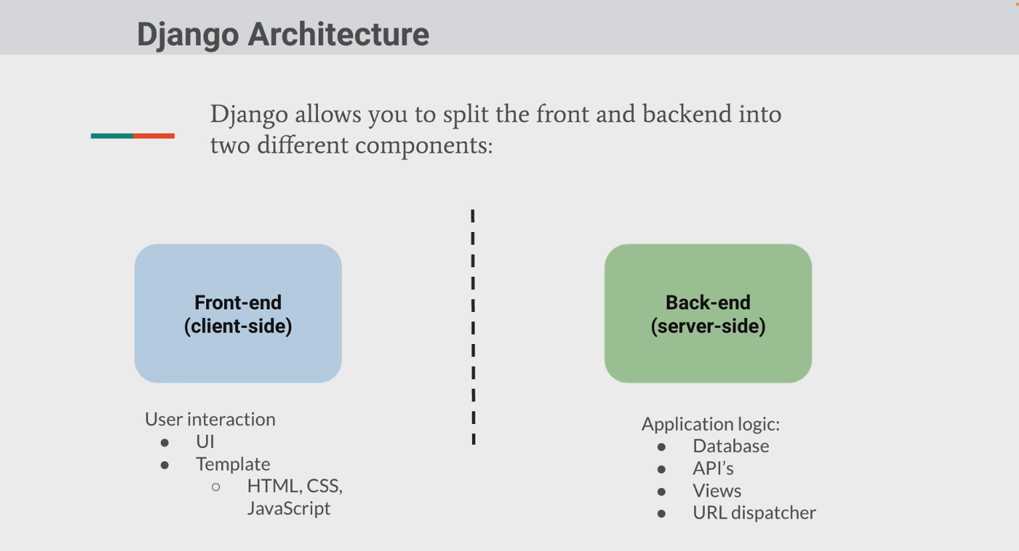 Django Architecture
Django allows you to split the front and backend into
two different components:
Front-end
(client-side)
User interaction
● UI
● Template
○ HTML, CSS,
JavaScript
Back-end
(server-side)
Application logic:
● Database
● API's
● Views
● URL dispatcher